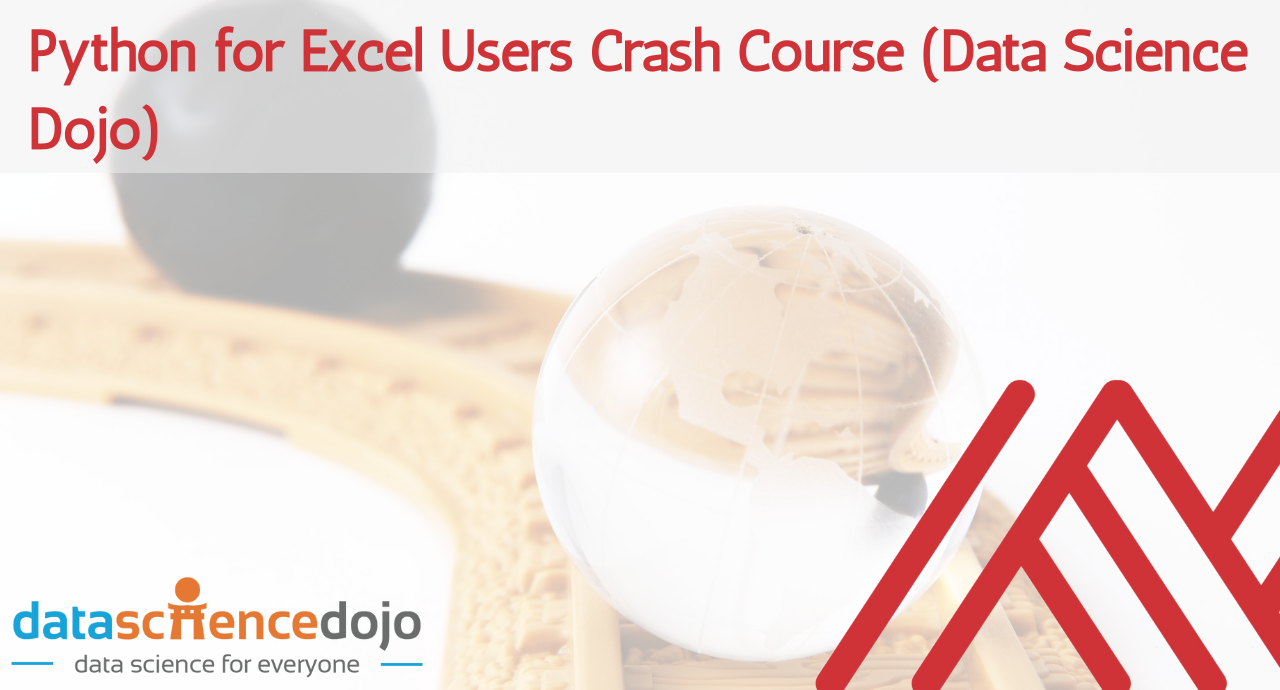 Python for Excel Users Crash Course (Data Science
Dojo)
datasciencedojo
data science for everyone